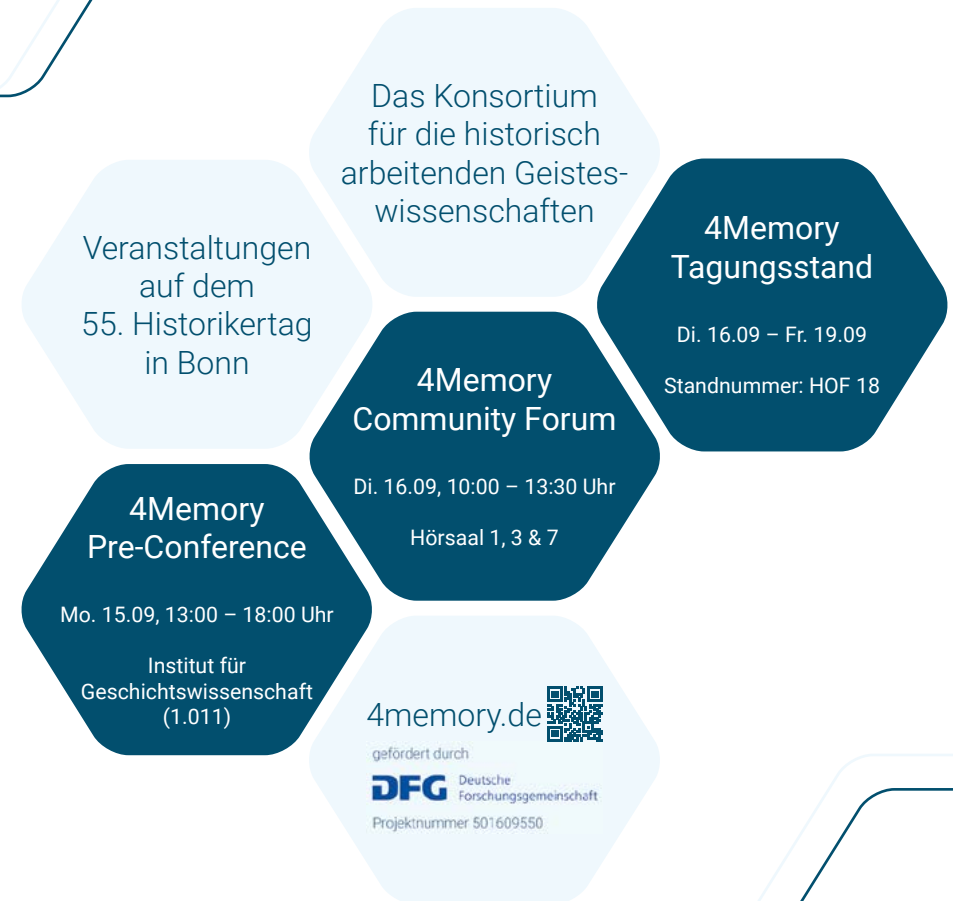 Das Konsortium
für die historisch
arbeitenden Geistes-
wissenschaften
Veranstaltungen
auf dem
55. Historikertag
in Bonn
4Memory
Tagungsstand
Di. 16.09 – Fr. 19.09
Standnummer: HOF 18
4Memory
Community Forum
Di. 16.09, 10:00 – 13:30 Uhr
Hörsaal 1, 3 & 7
4Memory
Pre-Conference
Mo. 15.09, 13:00 – 18:00 Uhr
Institut für
Geschichtswissenschaft
(1.011)
4memory.de
gefördert durch
DFG Deutsche
Forschungsgemeinschaft
Projektnummer 501609550